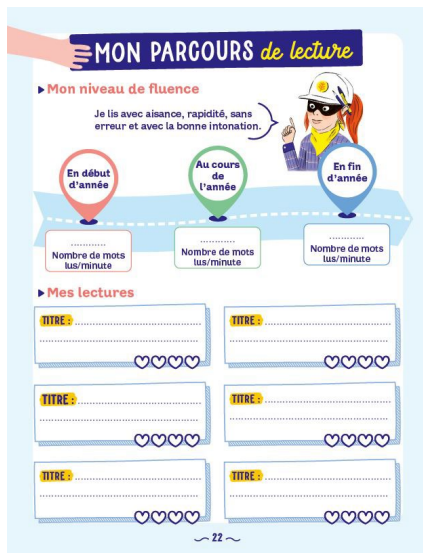 MON PARCOURS de lecture
Mon niveau de fluence
Je lis avec aisance, rapidité, sans
erreur et avec la bonne intonation.
En début
d'année
Au cours
de
l'année
En fin
d'année
............
Nombre de mots
lus/minute
............
Nombre de mots
lus/minute
............
Nombre de mots
lus/minute
Mes lectures
TITRE :
TITRE :
TITRE :
TITRE :
TITRE :
TITRE :
22